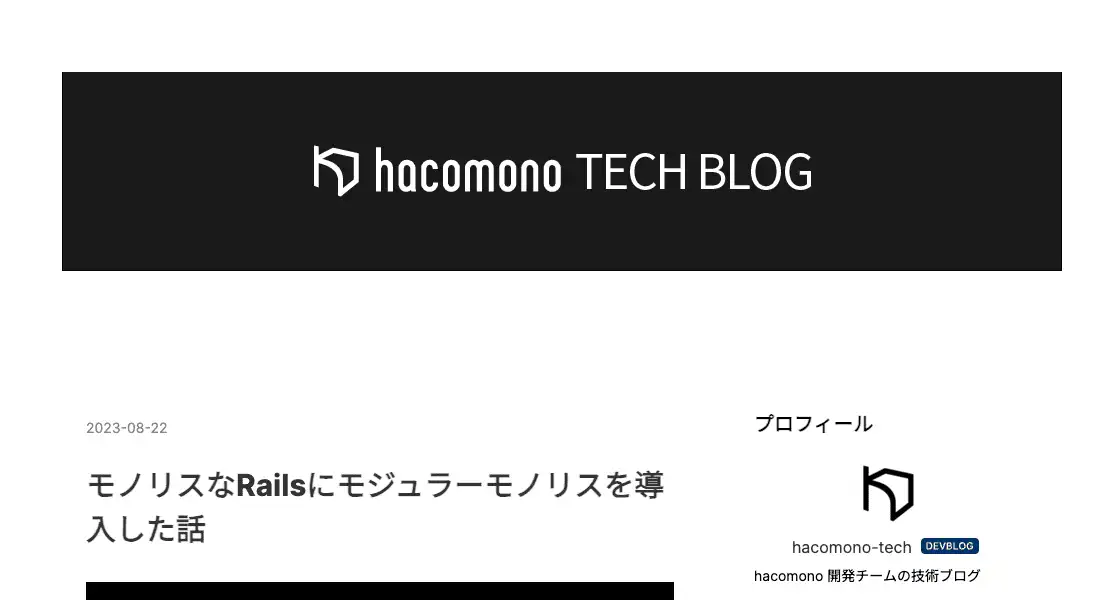 hacomono TECH BLOG
2023-08-22
モノリスなRailsにモジュラーモノリスを導
入した話
プロフィール
hacomono-tech DEVBLOG
hacomono 開発チームの技術ブログ